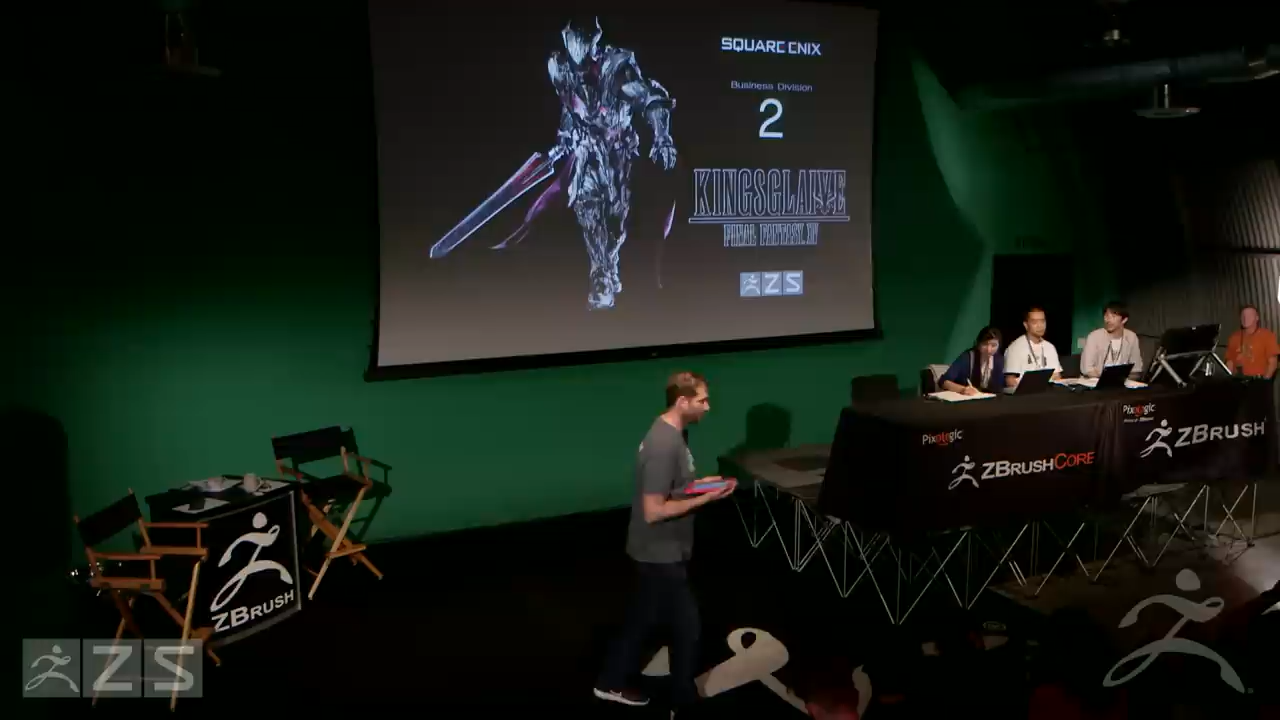 SQUARE ENIX
Business Division
2
KINGSGLAIVE
FINAL FANTASY XV
ZS
Pixologic
ZBRUSHCORE
Pixologic
ZBRUSH
ZBRUSH
ZS